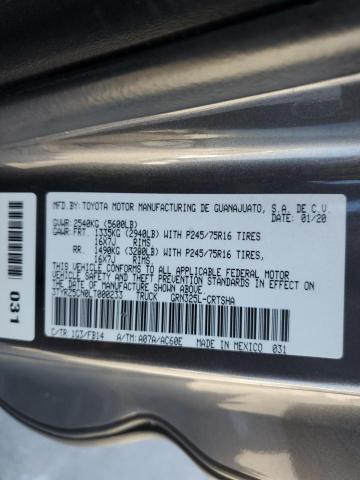 MFD.BY:TOYOTA MOTOR MANUFACTURING DE GUANAJUATO, S.A. DE C.V.
GVWR:2540KG (5600LB) 01/20
GAWR: FRT 1335KG (2940LB) WITH P245/75R16 TIRES
16X7J RIMS
RR. 1490KG (3280LB) WITH P245/75R16 TIRES,
16X7J RIMS
THIS VEHICLE CONFORMS TO ALL APPLICABLE FEDERAL MOTOR
VEHICLE SAFETY AND THEFT PREVENTION STANDARDS IN EFFECT ON
THE DATE OF MANUFACTURE SHOWN ABOVE.
3TYRZ5CN0LT000233 TRUCK GRN325L-CRTSHA
C/TR:1G3/FB14 A/TM:A07A/AC60E MADE IN MEXICO 031
031